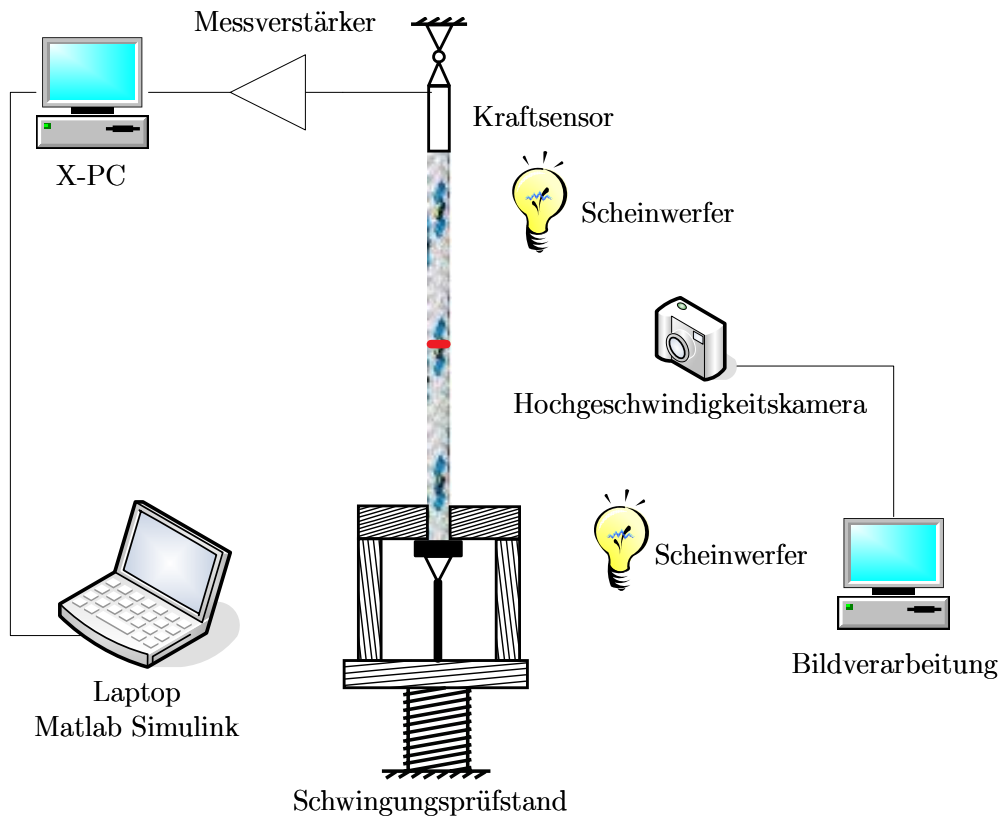 Messverstärker
Kraftsensor
X-PC
Scheinwerfer
Hochgeschwindigkeitskamera
Scheinwerfer
Bildverarbeitung
Laptop
Matlab Simulink
Schwingungsprüfstand